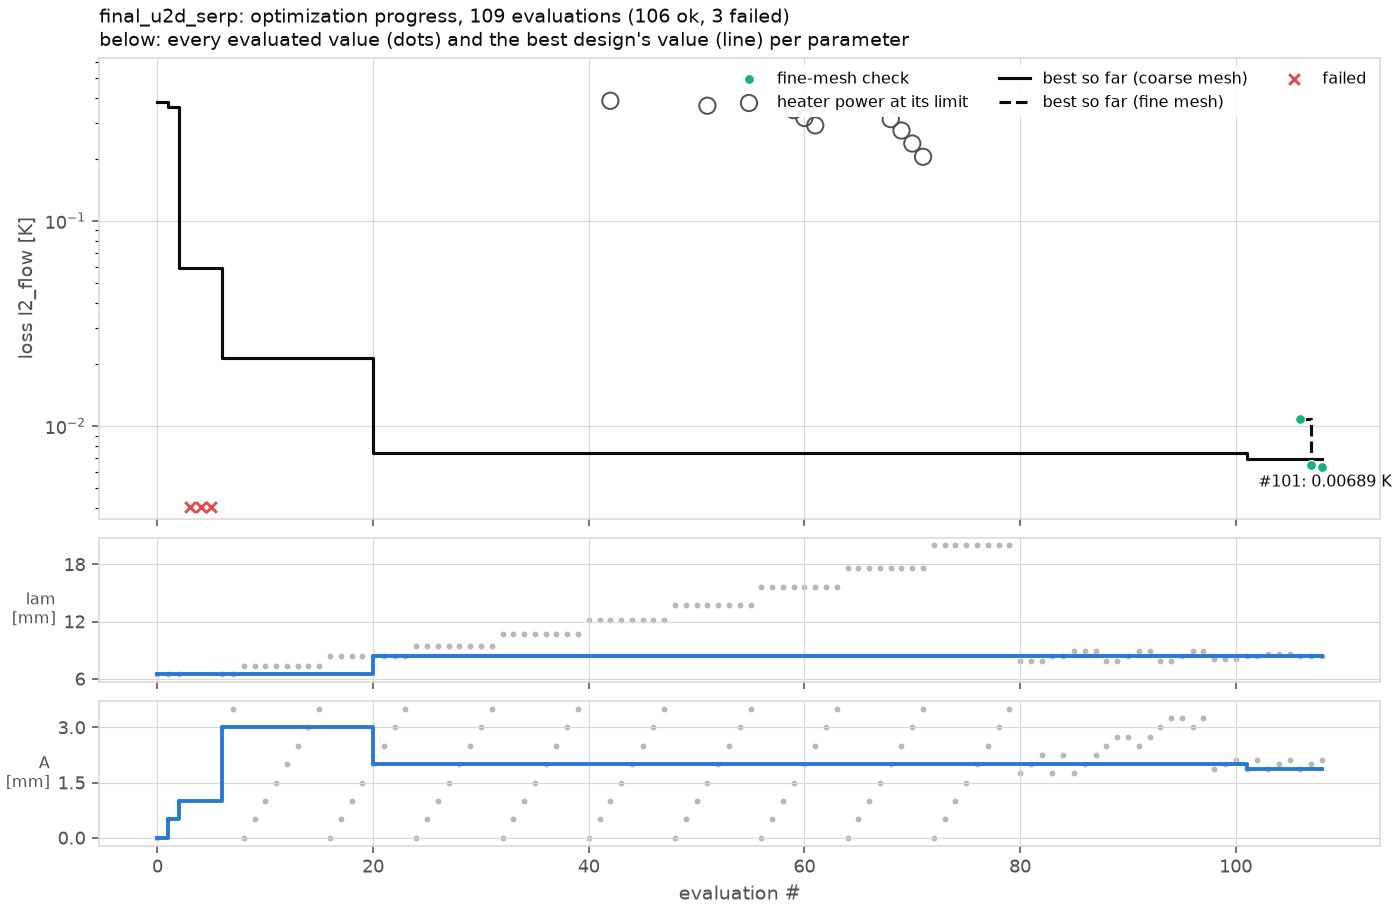 final_u2d_serp: optimization progress, 109 evaluations (106 ok, 3 failed)
below: every evaluated value (dots) and the best design's value (line) per parameter
fine-mesh check
heater power at its limit
best so far (coarse mesh)
best so far (fine mesh)
failed
loss l2_flow [K]
10⁻¹
10⁻²
#101: 0.00689 K
lam
[mm]
18
12
6
A
[mm]
3.0
1.5
0.0
0 20 40 60 80 100
evaluation #